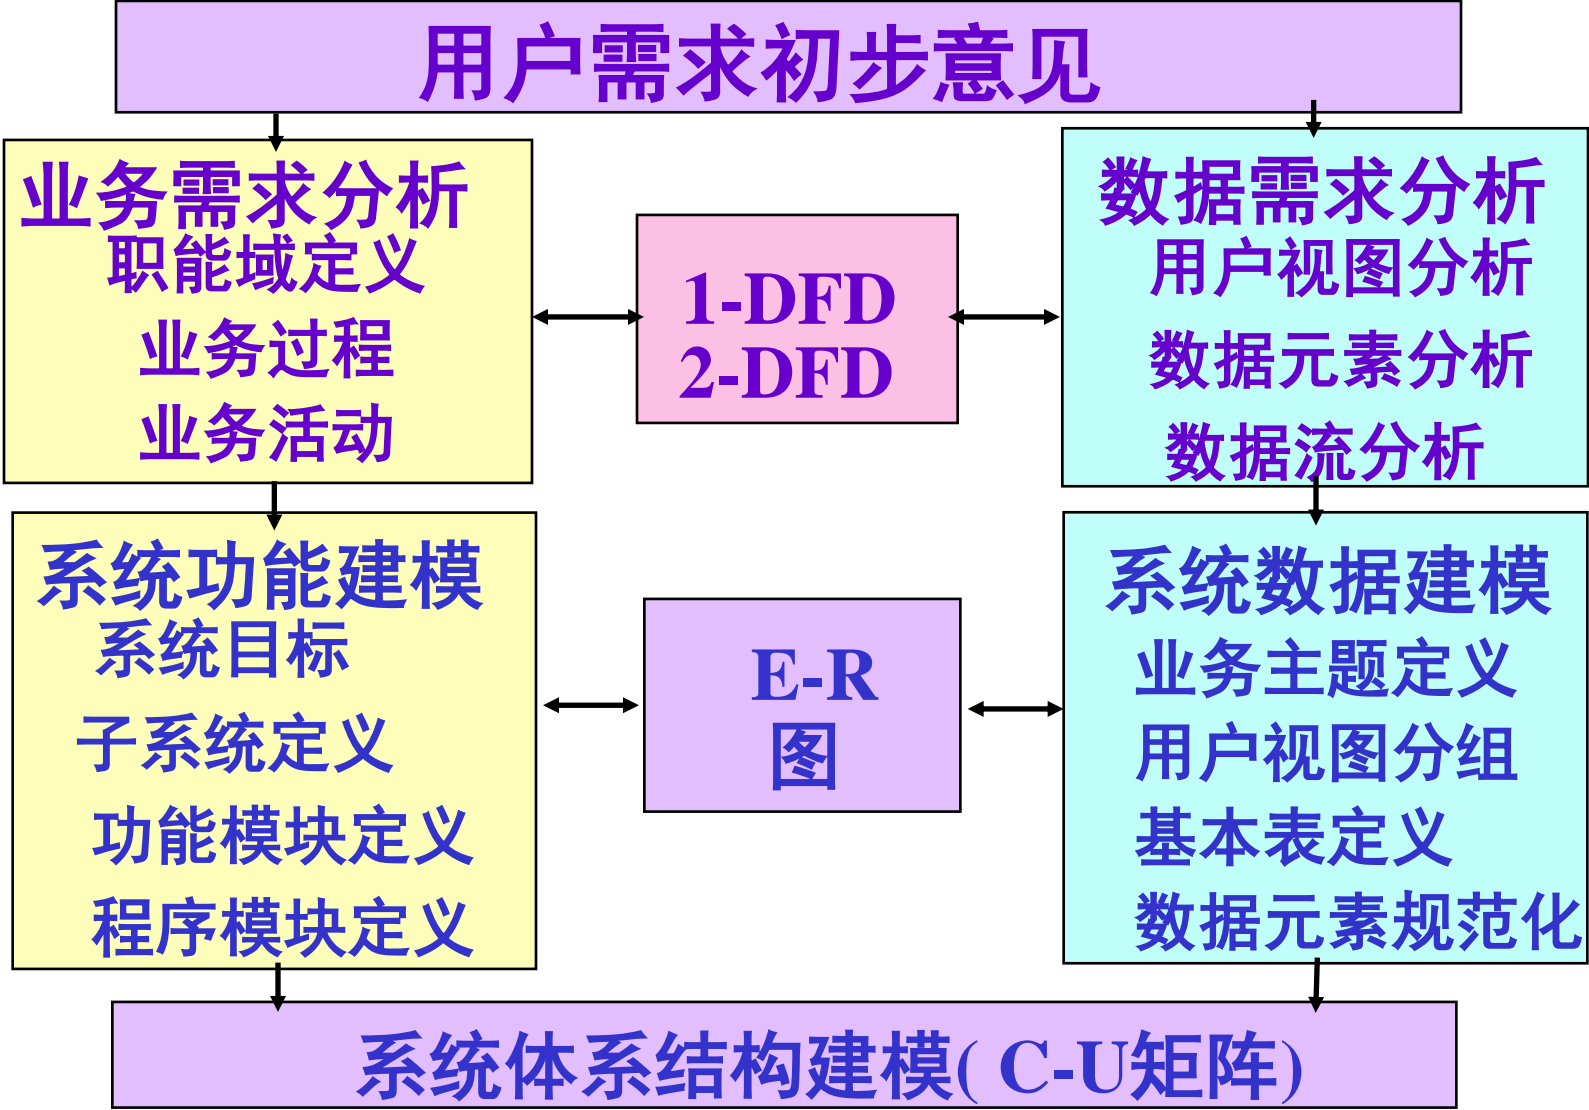 用户需求初步意见
业务需求分析
职能域定义
业务过程
业务活动
1-DFD
2-DFD
数据需求分析
用户视图分析
数据元素分析
数据流分析
系统功能建模
系统目标
子系统定义
功能模块定义
程序模块定义
E-R
图
系统数据建模
业务主题定义
用户视图分组
基本表定义
数据元素规范化
系统体系结构建模( C-U矩阵)